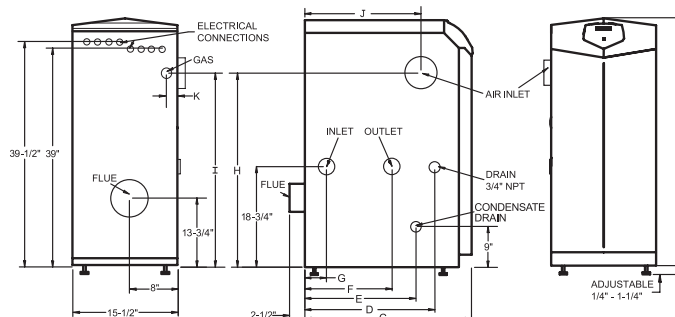 ELECTRICAL
CONNECTIONS
GAS
K
39-1/2"
39"
I
FLUE
13-3/4"
8"
15-1/2"
J
AIR INLET
H
INLET
OUTLET
DRAIN
3/4" NPT
FLUE
18-3/4"
CONDENSATE
DRAIN
9"
G
F
E
D
2-1/2"
ADJUSTABLE
1/4" - 1-1/4"